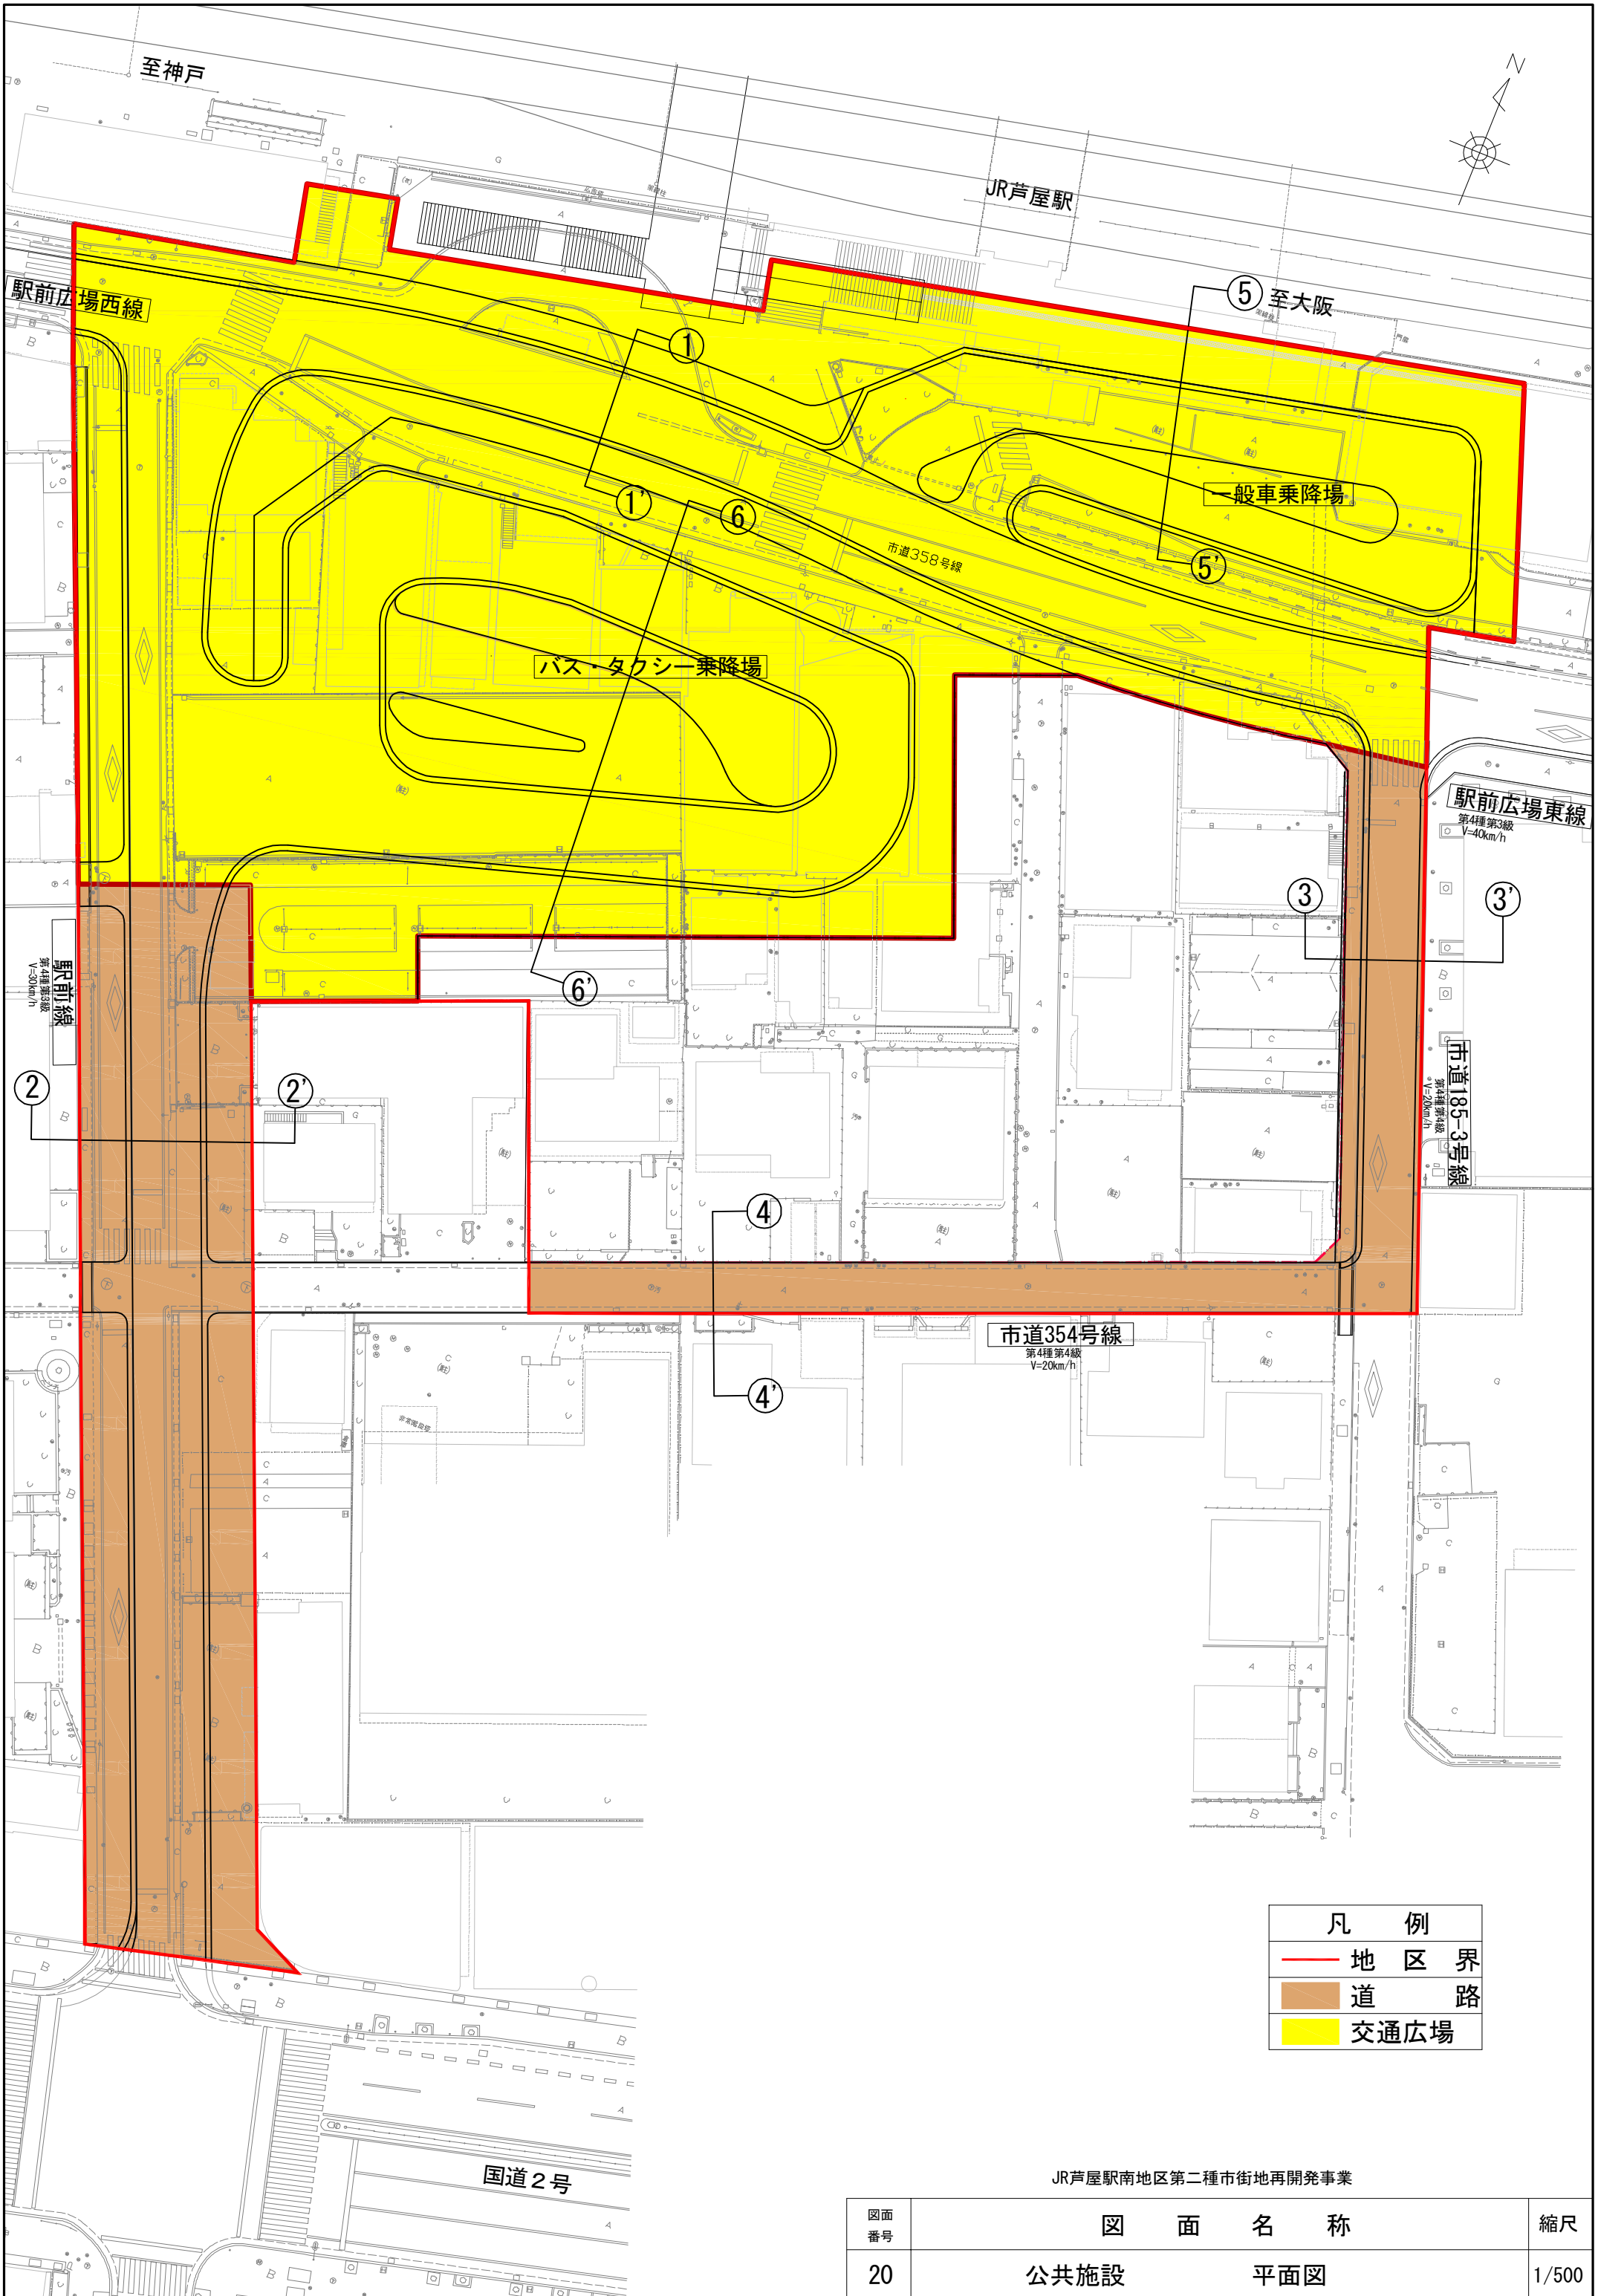 至神戸
N
JR芦屋駅
⑤ 至大阪
駅前広場西線
①
①'
⑥
一般車乗降場
市道358号線
⑤'
バス・タクシー乗降場
駅前広場東線
第4種第3級
V=40km/h
③
③'
駅前線
第4種第3級
V=30km/h
⑥'
②
②'
市道185-3号線
第4種第4級
V=20km/h
④
市道354号線
第4種第4級
V=20km/h
④'
凡 例
地 区 界
道 路
交通広場
国道2号
JR芦屋駅南地区第二種市街地再開発事業
図面番号
図 面 名 称
縮尺
20
公共施設 平面図
1/500